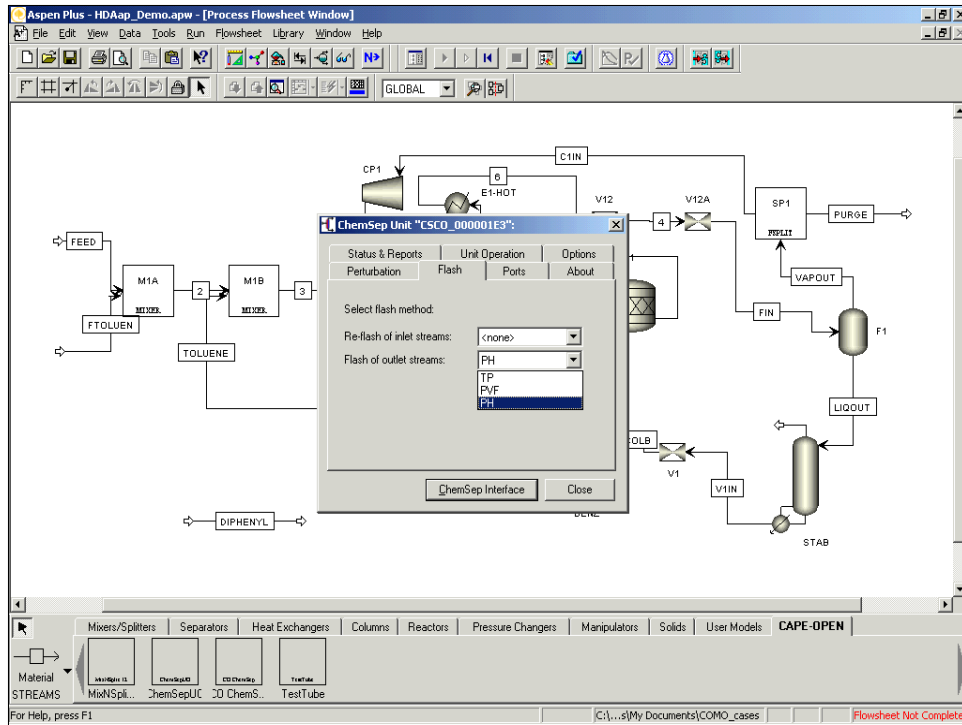 Aspen Plus - HDAap_Demo.apw - [Process Flowsheet Window]
File Edit View Data Tools Run Flowsheet Library Window Help
N>
GLOBAL
C1IN
CP1
6
E1-HOT
V12
V12A
SP1
FSPLIT
PURGE
4
FEED
M1A
MIXER
2
M1B
MIXER
3
FTOLUEN
TOLUENE
VAPOUT
FIN
F1
LIQOUT
ChemSep Unit "CSCO_000001E3":
Status & Reports Unit Operation Options
Perturbation Flash Ports About
Select flash method:
Re-flash of inlet streams: <none>
Flash of outlet streams: PH
TP
PVF
PH
ChemSep Interface Close
COLB
V1
V1IN
STAB
DIPHENYL
Mixers/Splitters Separators Heat Exchangers Columns Reactors Pressure Changers Manipulators Solids User Models CAPE-OPEN
Material
STREAMS
MixNSpli... ChemSepUO CO ChemS... TestTube
For Help, press F1 C:\...s\My Documents\COMO_cases Flowsheet Not Complete